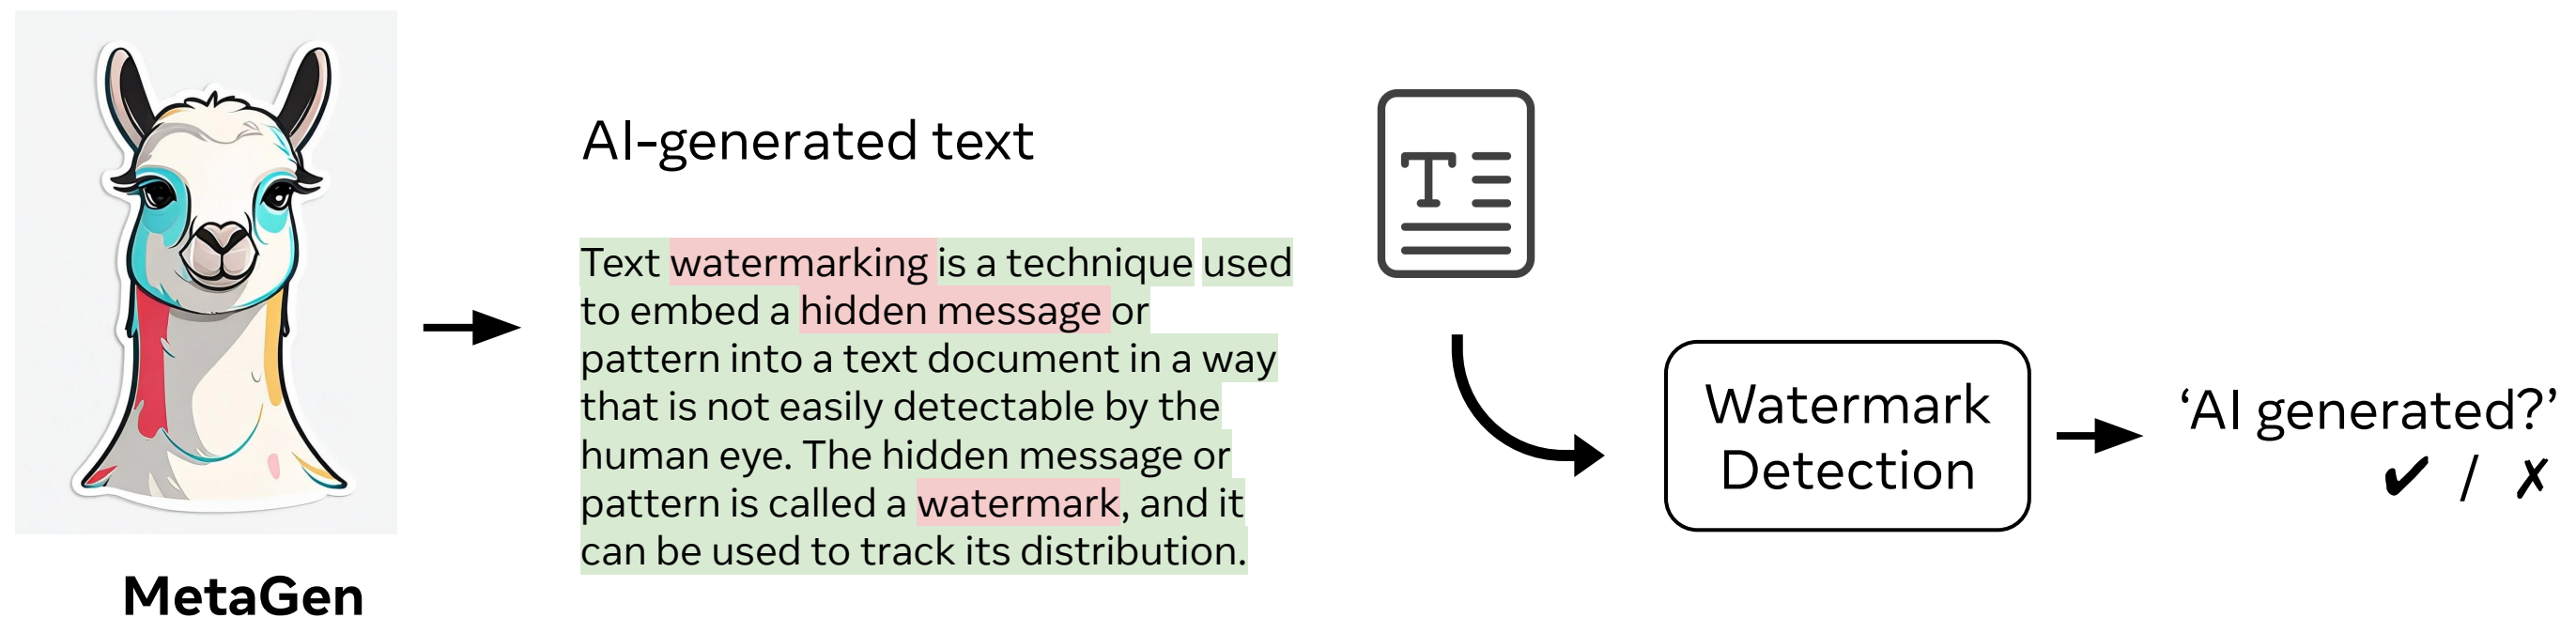 AI-generated text
Text watermarking is a technique used
to embed a hidden message or
pattern into a text document in a way
that is not easily detectable by the
human eye. The hidden message or
pattern is called a watermark, and it
can be used to track its distribution.
MetaGen
T
Watermark
Detection
‘AI generated?’
✔ / ✗